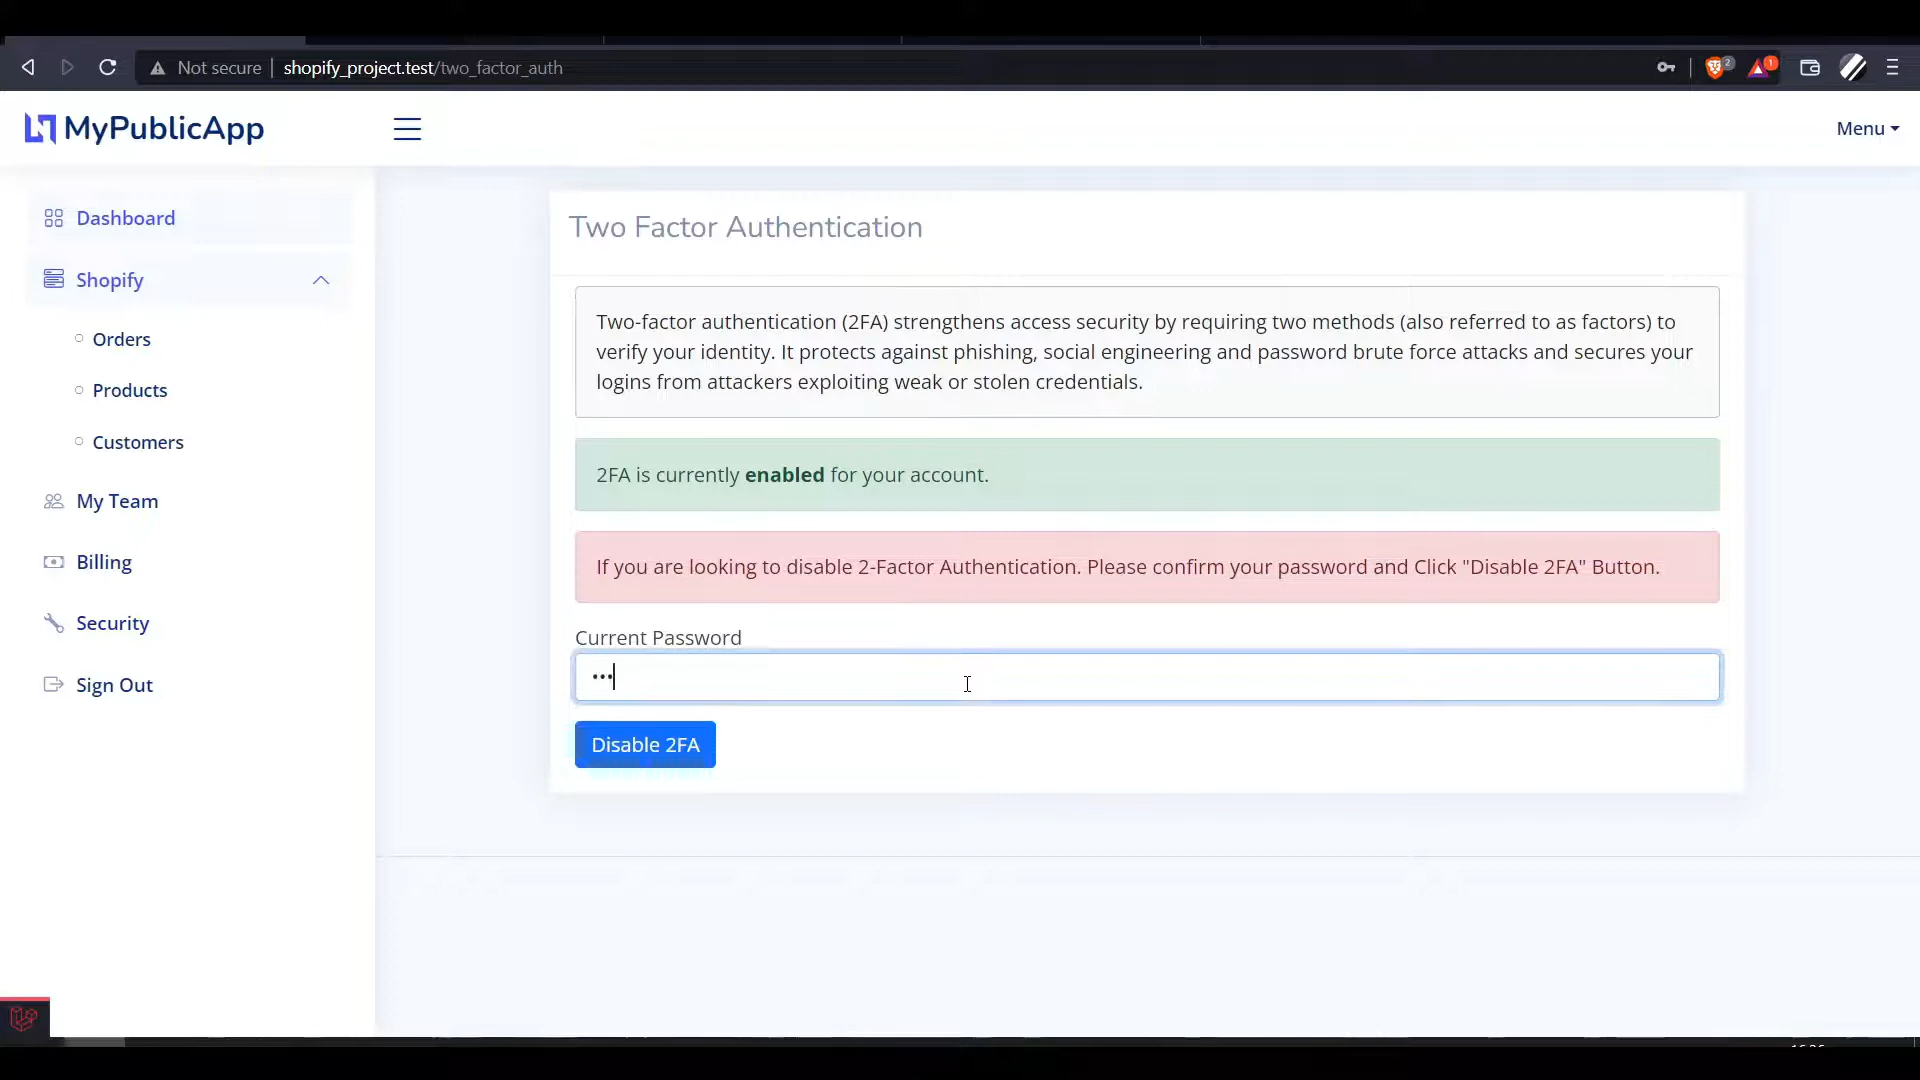 Not secure
shopify_project.test/two_factor_auth
2
1
MyPublicApp
Menu
Dashboard
Shopify
Orders
Products
Customers
My Team
Billing
Security
Sign Out
Two Factor Authentication
Two-factor authentication (2FA) strengthens access security by requiring two methods (also referred to as factors) to
verify your identity. It protects against phishing, social engineering and password brute force attacks and secures your
logins from attackers exploiting weak or stolen credentials.
2FA is currently enabled for your account.
If you are looking to disable 2-Factor Authentication. Please confirm your password and Click "Disable 2FA" Button.
Current Password
•••
Disable 2FA